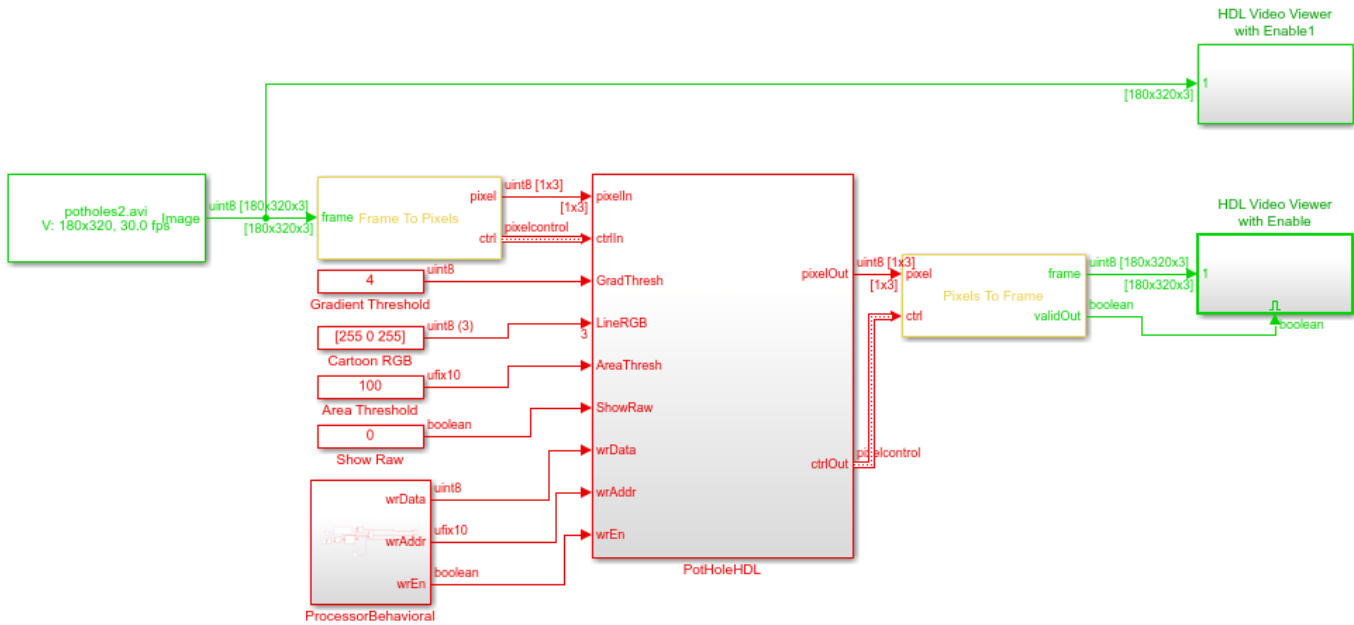 HDL Video Viewer
with Enable1
1
[180x320x3]
potholes2.avi
V: 180x320, 30.0 fps
Image
uint8 [180x320x3]
[180x320x3]
frame
Frame To Pixels
pixel
ctrl
uint8 [1x3]
[1x3]
pixelcontrol
4
uint8
Gradient Threshold
[255 0 255]
uint8 (3)
3
Cartoon RGB
100
ufix10
Area Threshold
0
boolean
Show Raw
wrData
uint8
wrAddr
ufix10
wrEn
boolean
ProcessorBehavioral
pixelIn
ctrlIn
GradThresh
LineRGB
AreaThresh
ShowRaw
wrData
wrAddr
wrEn
pixelOut
ctrlOut
PotHoleHDL
uint8 [1x3]
[1x3]
pixelcontrol
pixel
ctrl
Pixels To Frame
frame
validOut
uint8 [180x320x3]
[180x320x3]
boolean
HDL Video Viewer
with Enable
1
boolean